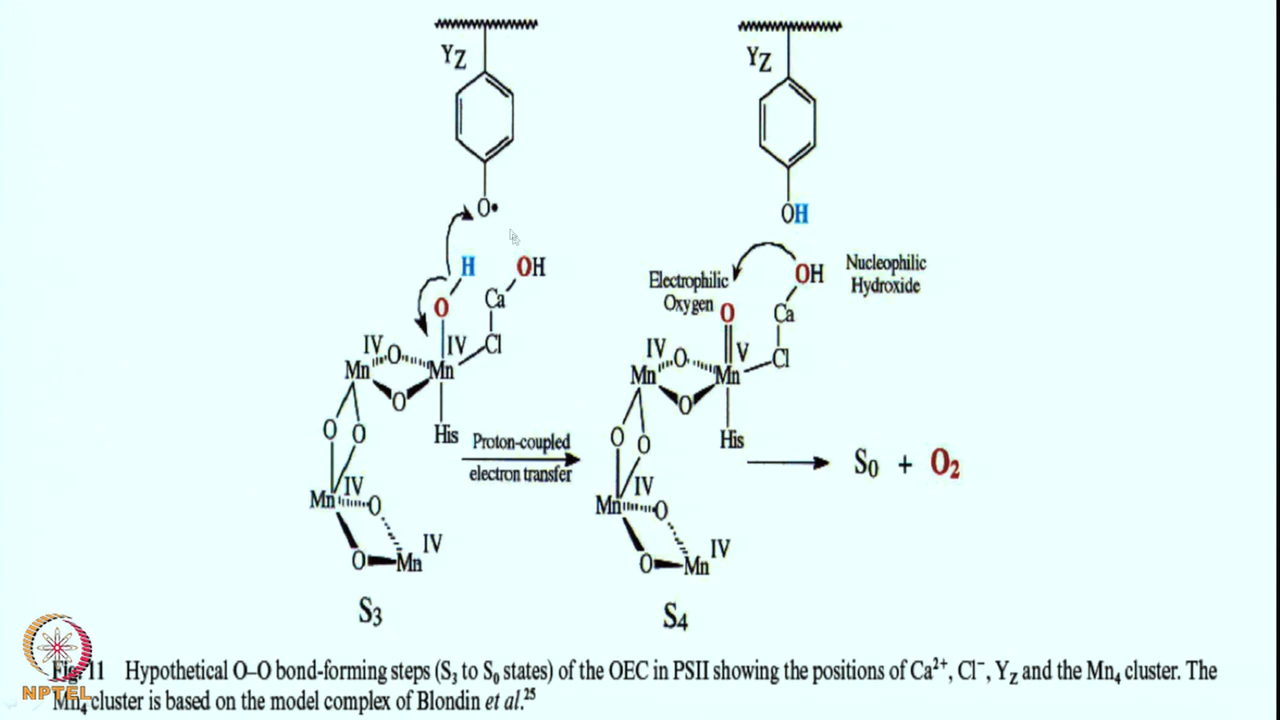 Y_Z
Y_Z
O•
OH
H
OH
OH
Nucleophilic
Hydroxide
Electrophilic
Oxygen
O
O
Ca
Ca
IV
O
IV
Cl
IV
O
V
Cl
Mn
Mn
Mn
Mn
O
O
O
O
O
O
His
His
Proton-coupled
electron transfer
S₀ + O₂
Mn
IV
O
Mn
IV
O
O
Mn
IV
O
Mn
IV
S₃
S₄
Fig. 11 Hypothetical O–O bond-forming steps (S₃ to S₀ states) of the OEC in PSII showing the positions of Ca²⁺, Cl⁻, Y_Z and the Mn₄ cluster. The
Mn₄ cluster is based on the model complex of Blondin et al.²⁵
NPTEL